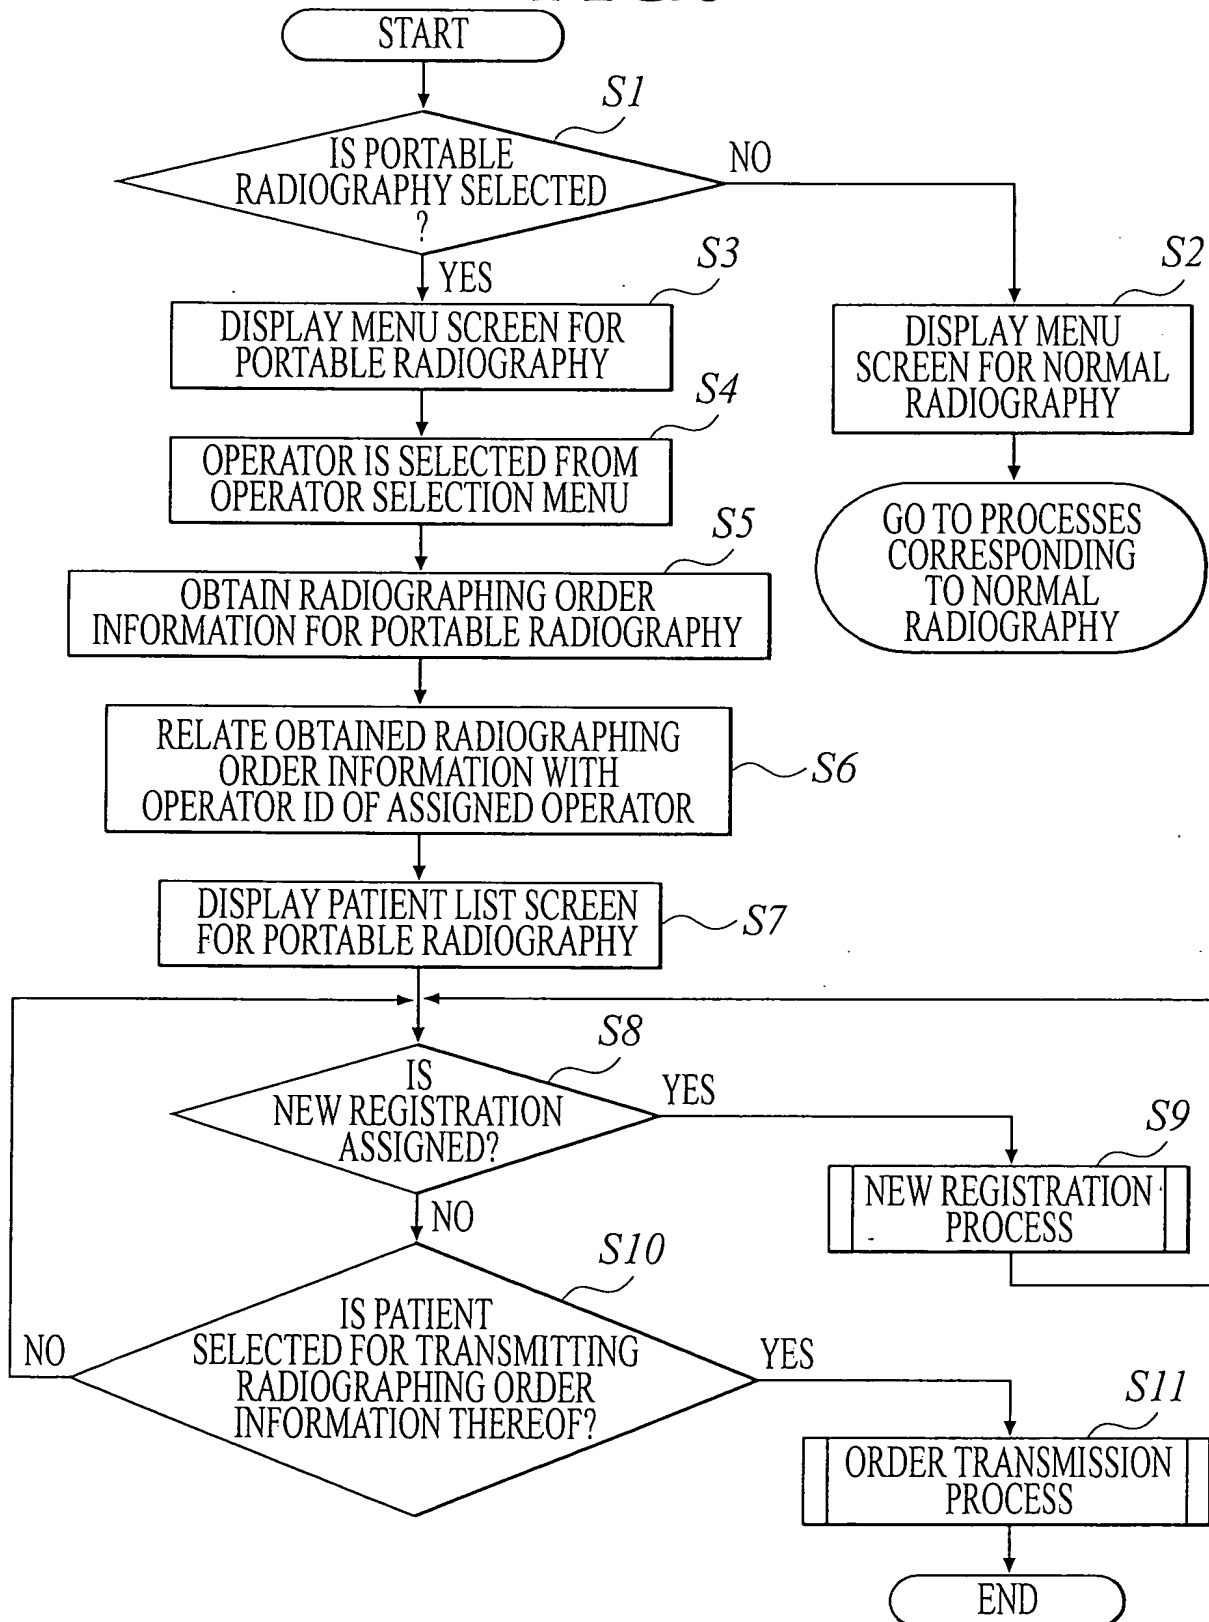 START
S1
IS PORTABLE
RADIOGRAPHY SELECTED
?
NO
YES
S3
DISPLAY MENU SCREEN FOR
PORTABLE RADIOGRAPHY
S2
DISPLAY MENU
SCREEN FOR NORMAL
RADIOGRAPHY
S4
OPERATOR IS SELECTED FROM
OPERATOR SELECTION MENU
GO TO PROCESSES
CORRESPONDING
TO NORMAL
RADIOGRAPHY
S5
OBTAIN RADIOGRAPHING ORDER
INFORMATION FOR PORTABLE RADIOGRAPHY
RELATE OBTAINED RADIOGRAPHING
ORDER INFORMATION WITH
OPERATOR ID OF ASSIGNED OPERATOR
S6
DISPLAY PATIENT LIST SCREEN
FOR PORTABLE RADIOGRAPHY
S7
S8
IS
NEW REGISTRATION
ASSIGNED?
YES
NO
S9
NEW REGISTRATION
PROCESS
S10
IS PATIENT
SELECTED FOR TRANSMITTING
RADIOGRAPHING ORDER
INFORMATION THEREOF?
NO
YES
S11
ORDER TRANSMISSION
PROCESS
END